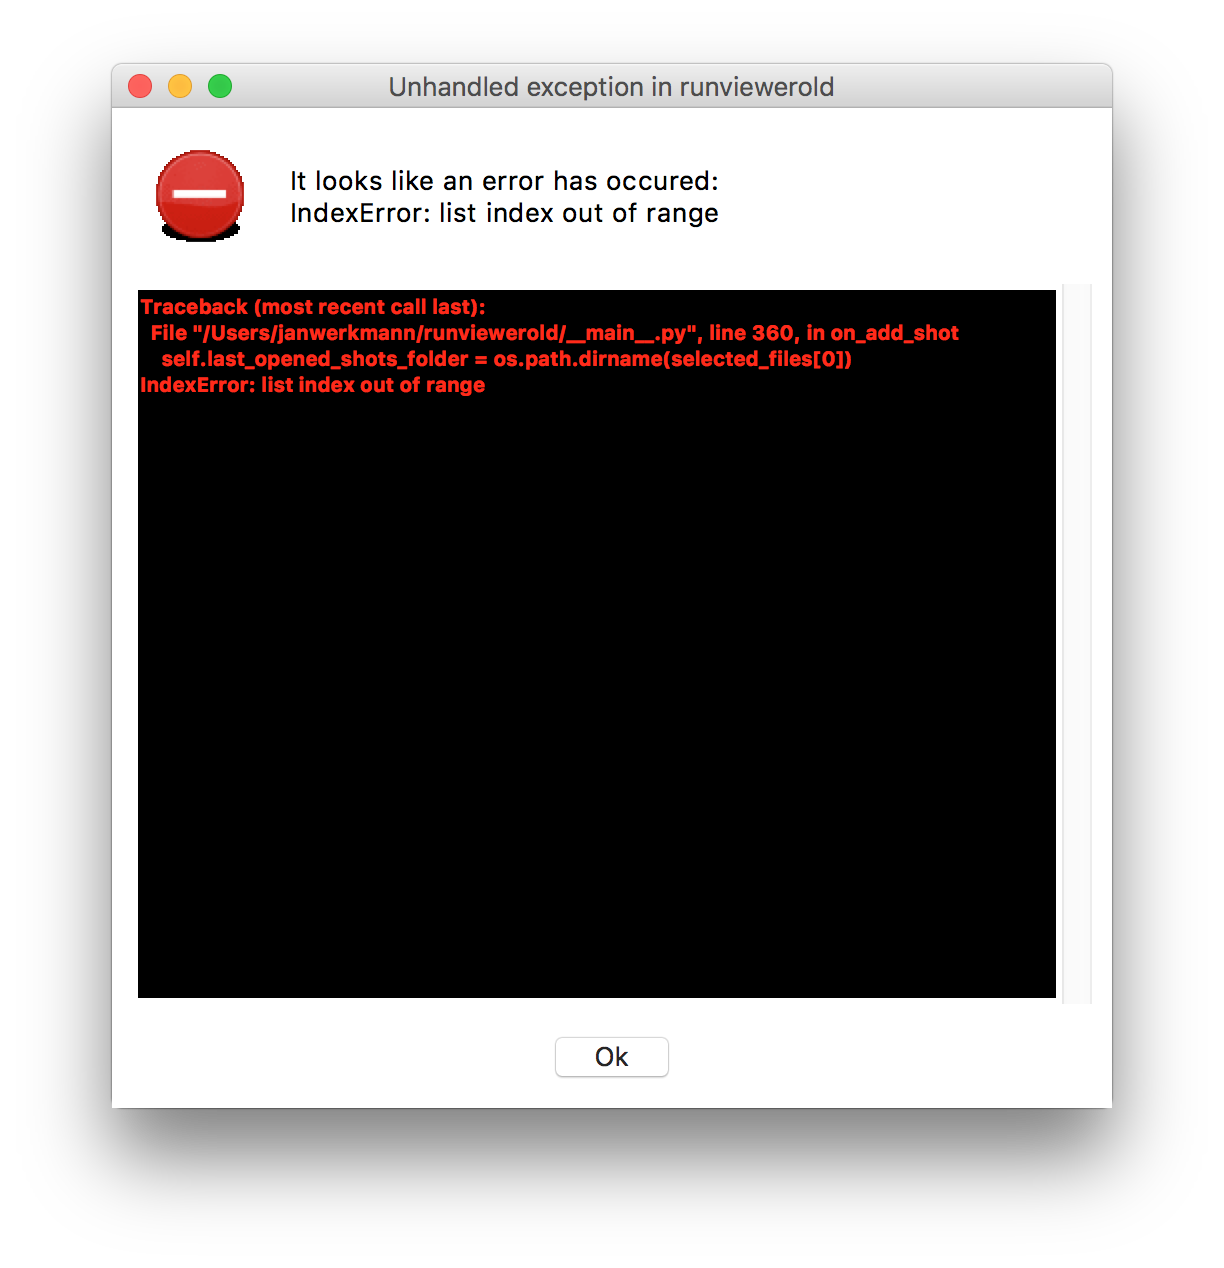 Unhandled exception in runviewerold
It looks like an error has occured:
IndexError: list index out of range
Traceback (most recent call last):
File "/Users/janwerkmann/runviewerold/__main__.py", line 360, in on_add_shot
self.last_opened_shots_folder = os.path.dirname(selected_files[0])
IndexError: list index out of range
Ok